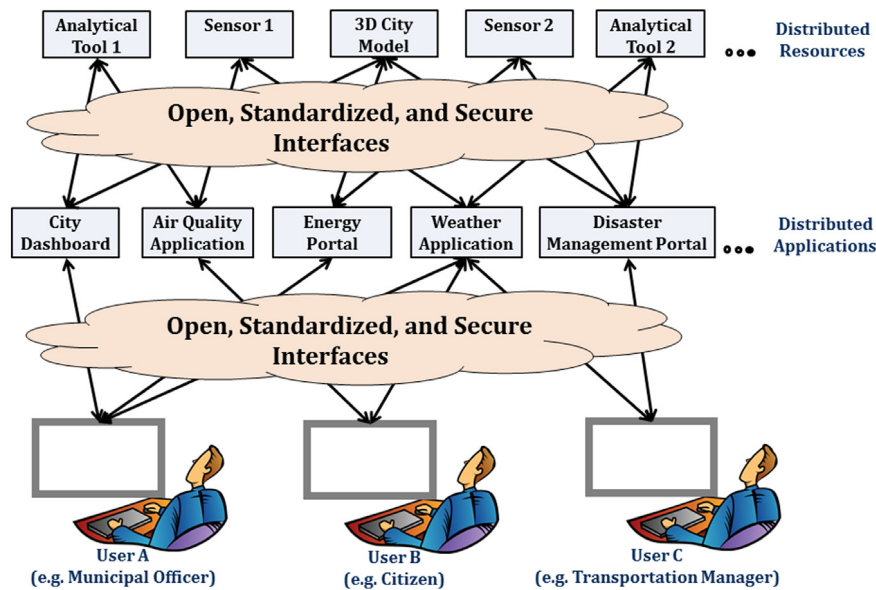 Analytical
Tool 1
Sensor 1
3D City
Model
Sensor 2
Analytical
Tool 2
Distributed
Resources
Open, Standardized, and Secure
Interfaces
City
Dashboard
Air Quality
Application
Energy
Portal
Weather
Application
Disaster
Management Portal
Distributed
Applications
Open, Standardized, and Secure
Interfaces
User A
(e.g. Municipal Officer)
User B
(e.g. Citizen)
User C
(e.g. Transportation Manager)